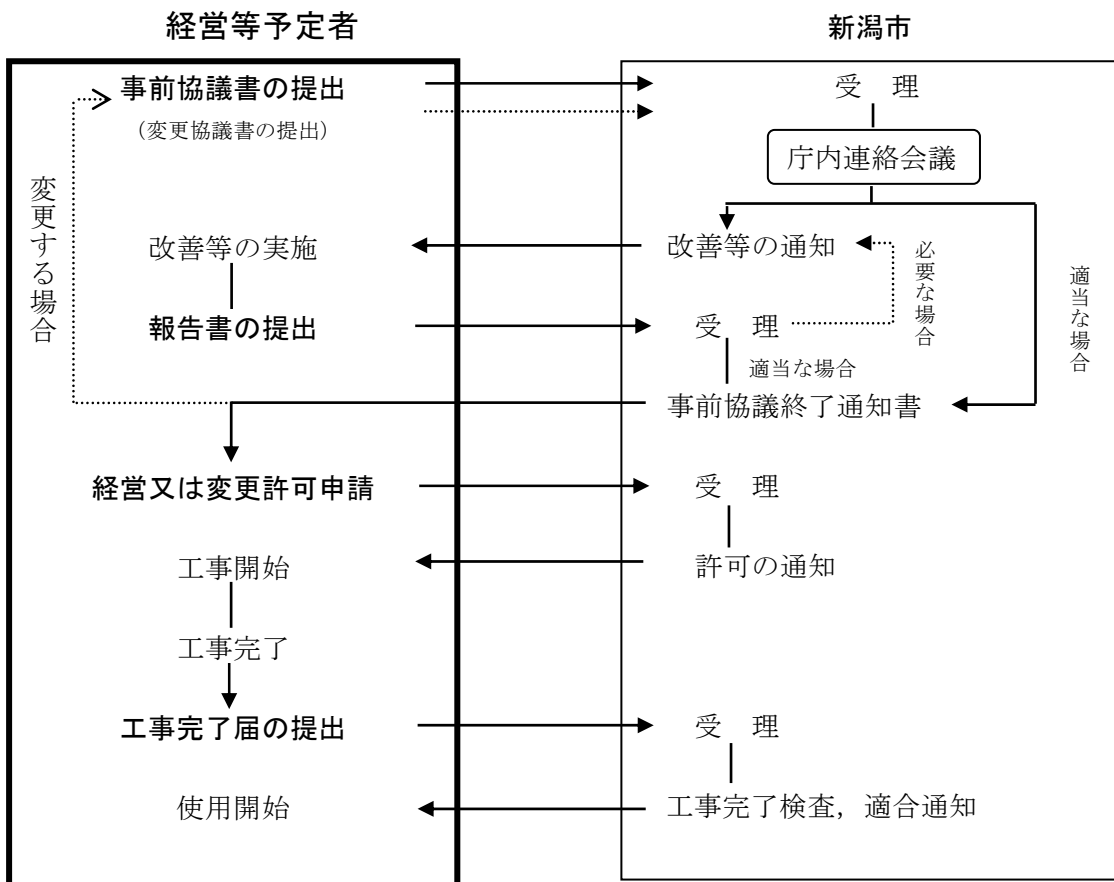 経営等予定者
新潟市
事前協議書の提出
(変更協議書の提出)
受　理
庁内連絡会議
変更する場合
改善等の実施
改善等の通知
必要な場合
適当な場合
報告書の提出
受　理
適当な場合
事前協議終了通知書
経営又は変更許可申請
受　理
工事開始
許可の通知
工事完了
工事完了届の提出
受　理
使用開始
工事完了検査，適合通知